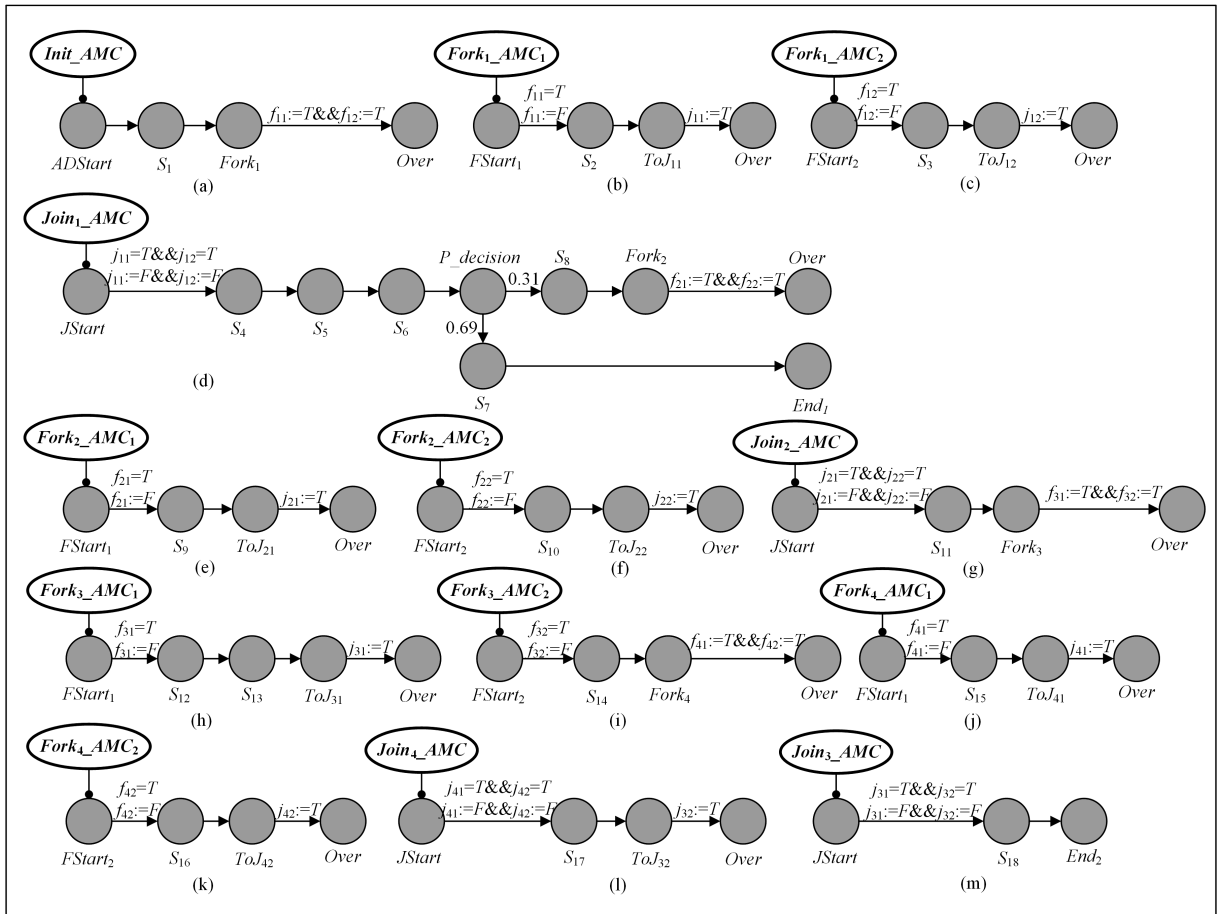 Init_AMC
f11:=T&&f12:=T
ADStart
S1
Fork1
Over
(a)
Fork1_AMC1
f11=T
f11:=F
j11:=T
FStart1
S2
ToJ11
Over
(b)
Fork1_AMC2
f12=T
f12:=F
j12:=T
FStart2
S3
ToJ12
Over
(c)
Join1_AMC
j11=T&&j12=T
j11:=F&&j12:=F
P_decision
S8
Fork2
Over
0.31
f21:=T&&f22:=T
JStart
S4
S5
S6
0.69
S7
End1
(d)
Fork2_AMC1
f21=T
f21:=F
j21:=T
FStart1
S9
ToJ21
Over
(e)
Fork2_AMC2
f22=T
f22:=F
j22:=T
FStart2
S10
ToJ22
Over
(f)
Join2_AMC
j21=T&&j22=T
j21:=F&&j22:=F
f31:=T&&f32:=T
JStart
S11
Fork3
Over
(g)
Fork3_AMC1
f31=T
f31:=F
j31:=T
FStart1
S12
S13
ToJ31
Over
(h)
Fork3_AMC2
f32=T
f32:=F
f41:=T&&f42:=T
FStart2
S14
Fork4
Over
(i)
Fork4_AMC1
f41=T
f41:=F
j41:=T
FStart1
S15
ToJ41
Over
(j)
Fork4_AMC2
f42=T
f42:=F
j42:=T
FStart2
S16
ToJ42
Over
(k)
Join4_AMC
j41=T&&j42=T
j41:=F&&j42:=F
j32:=T
JStart
S17
ToJ32
Over
(l)
Join3_AMC
j31=T&&j32=T
j31:=F&&j32:=F
JStart
S18
End2
(m)